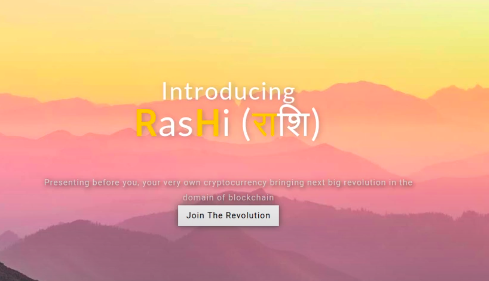 Introducing
RasHi (राशि)
Presenting before you, your very own cryptocurrency bringing next big revolution in the
domain of blockchain
Join The Revolution